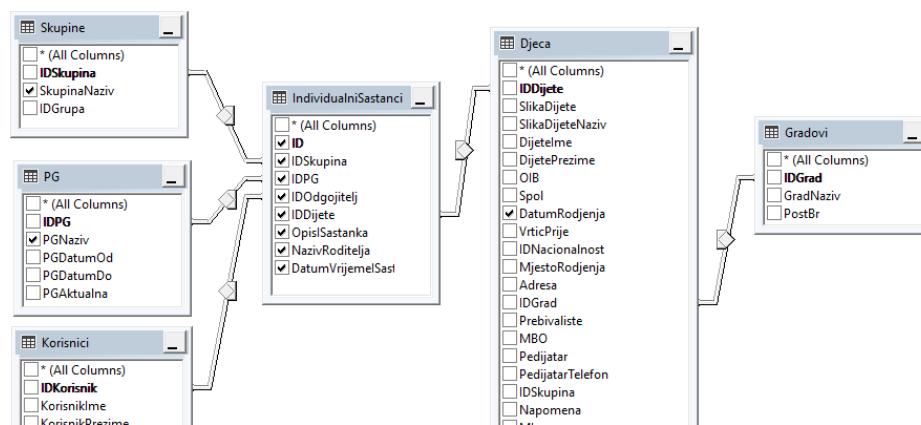 Skupine
* (All Columns)
IDSkupina
SkupinaNaziv
IDGrupa
PG
* (All Columns)
IDPG
PGNaziv
PGDatumOd
PGDatumDo
PGAktualna
Korisnici
* (All Columns)
IDKorisnik
KorisnikIme
KorisnikPrezime
IndividualniSastanci
* (All Columns)
ID
IDSkupina
IDPG
IDOdgojitelj
IDDijete
OpisISastanka
NazivRoditelja
DatumVrijemeISast
Djeca
* (All Columns)
IDDijete
SlikaDijete
SlikaDijeteNaziv
DijeteIme
DijetePrezime
OIB
Spol
DatumRodjenja
VrticPrije
IDNacionalnost
MjestoRodjenja
Adresa
IDGrad
Prebivaliste
MBO
Pedijatar
PedijatarTelefon
IDSkupina
Napomena
Gradovi
* (All Columns)
IDGrad
GradNaziv
PostBr